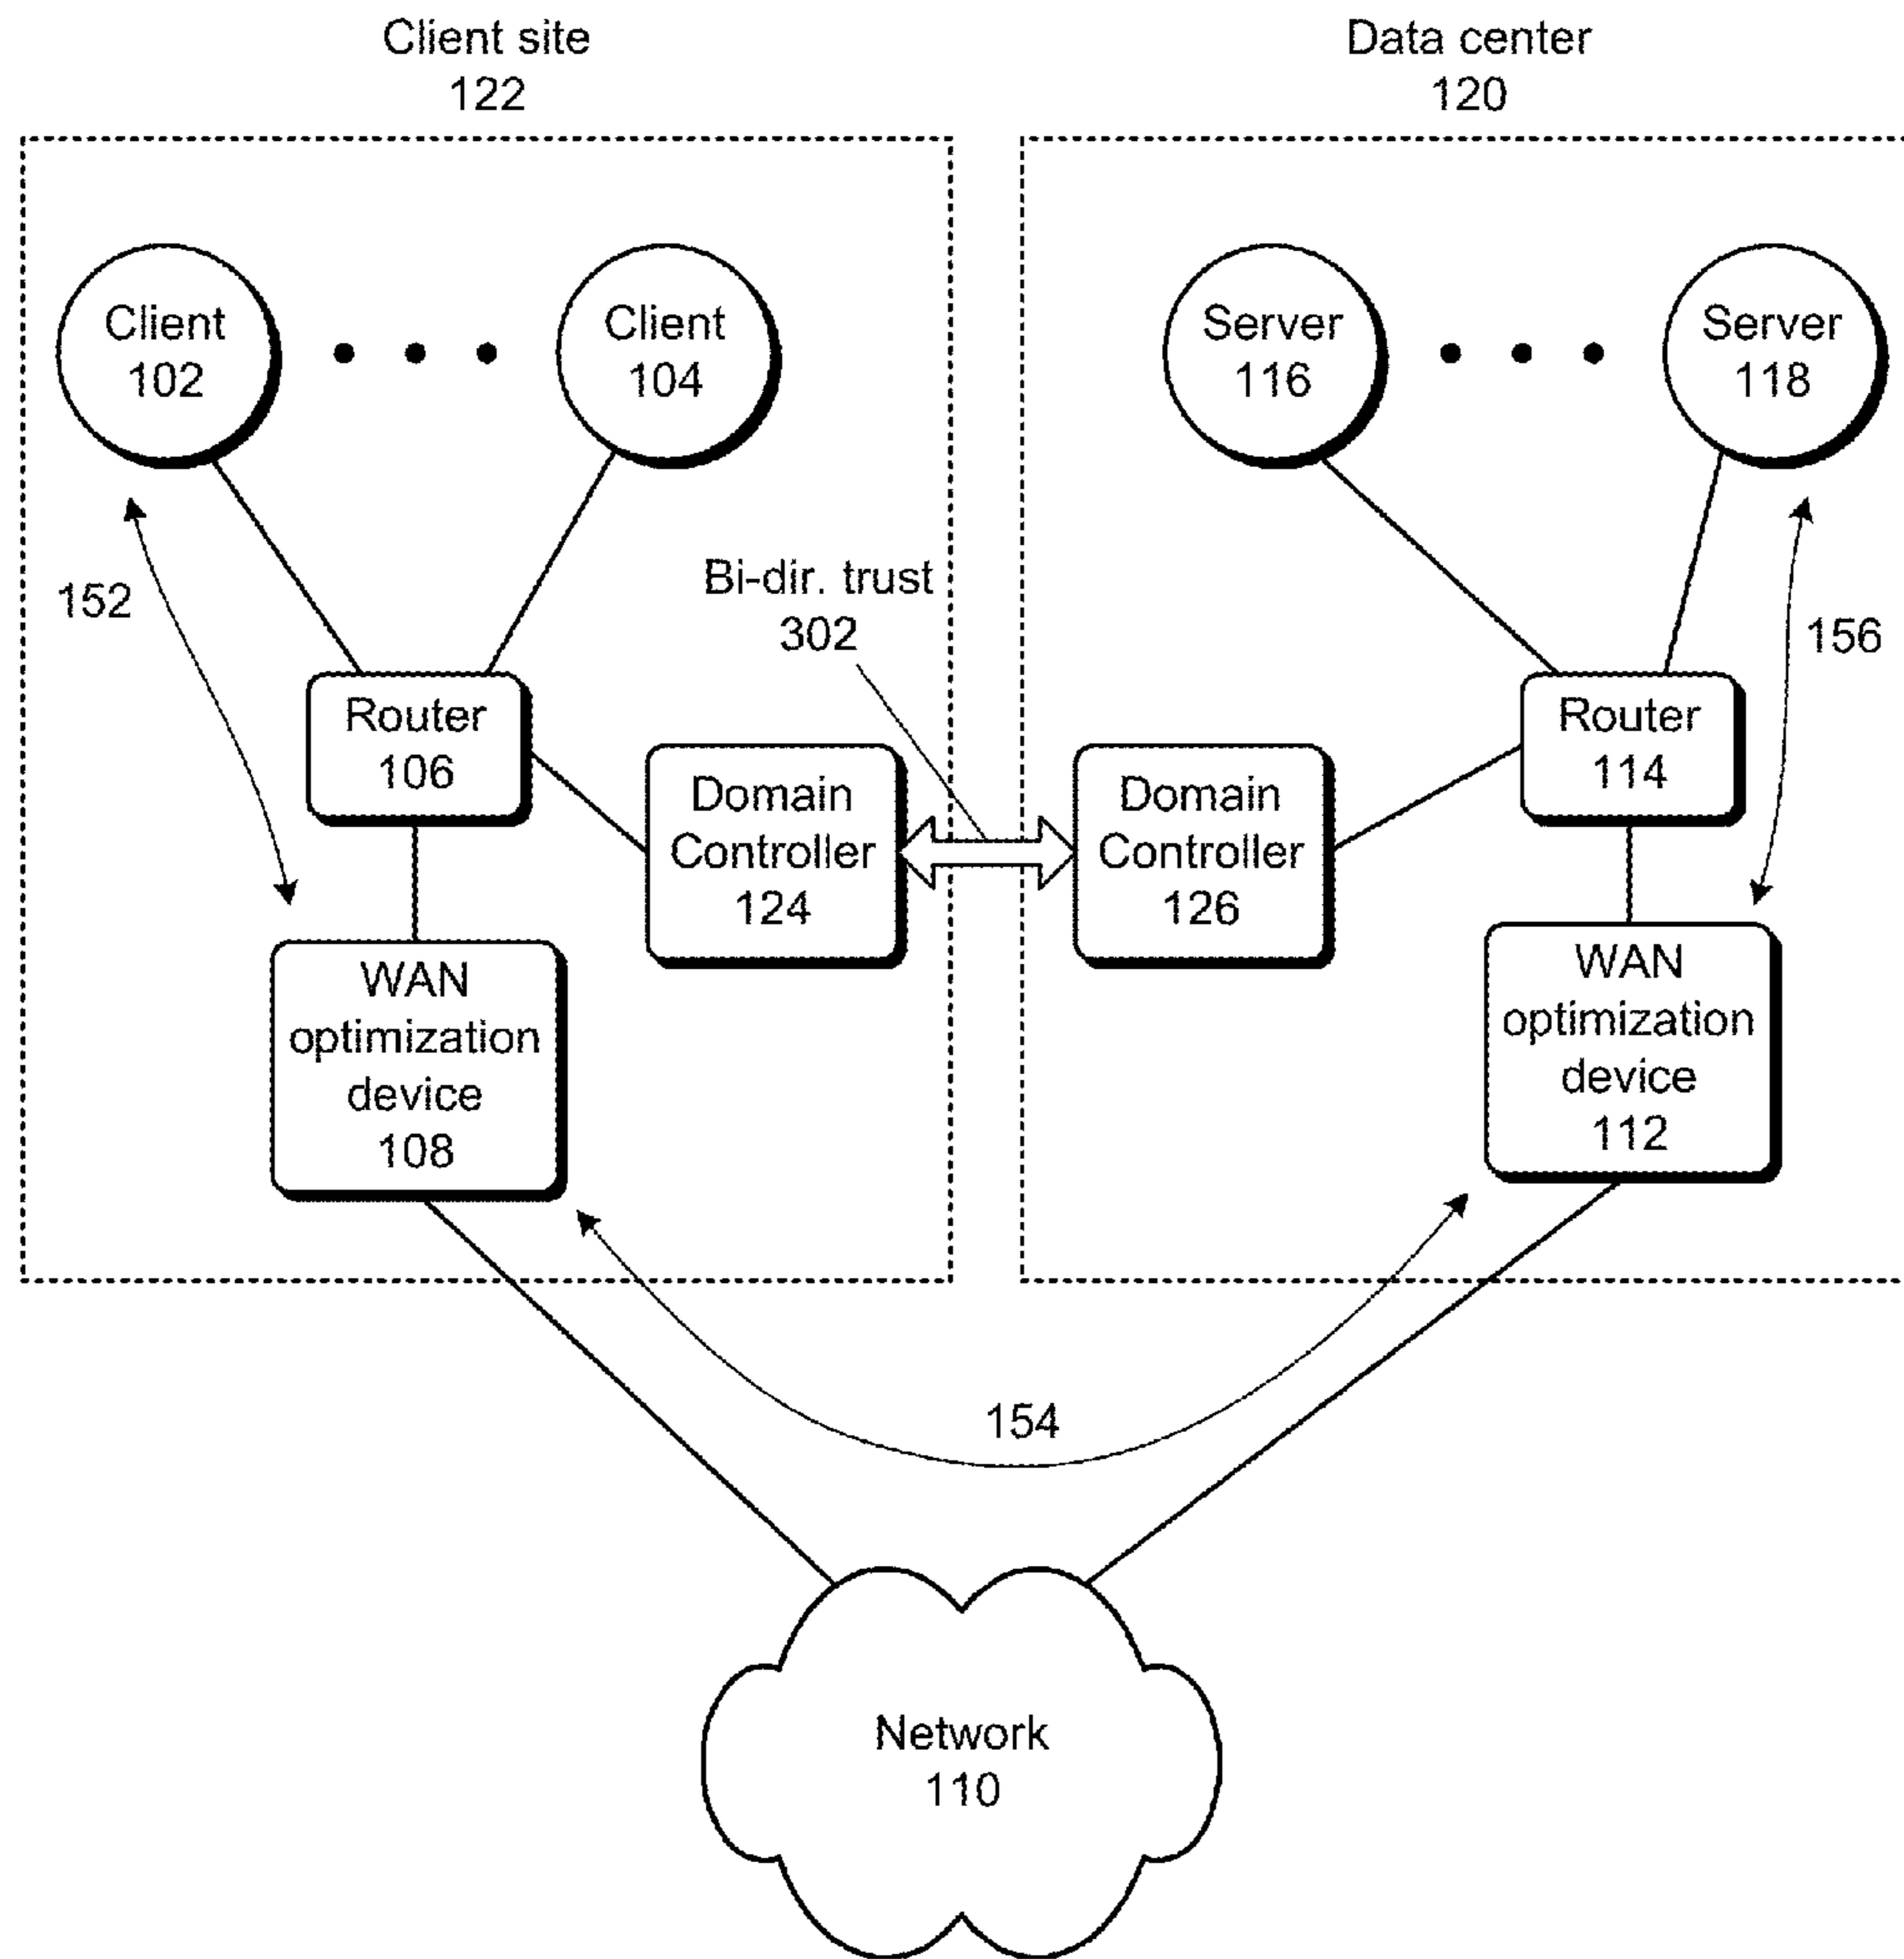 Client site
122
Data center
120
Client
102
Client
104
Server
116
Server
118
152
Bi-dir. trust
302
156
Router
106
Router
114
Domain
Controller
124
Domain
Controller
126
WAN
optimization
device
108
WAN
optimization
device
112
154
Network
110